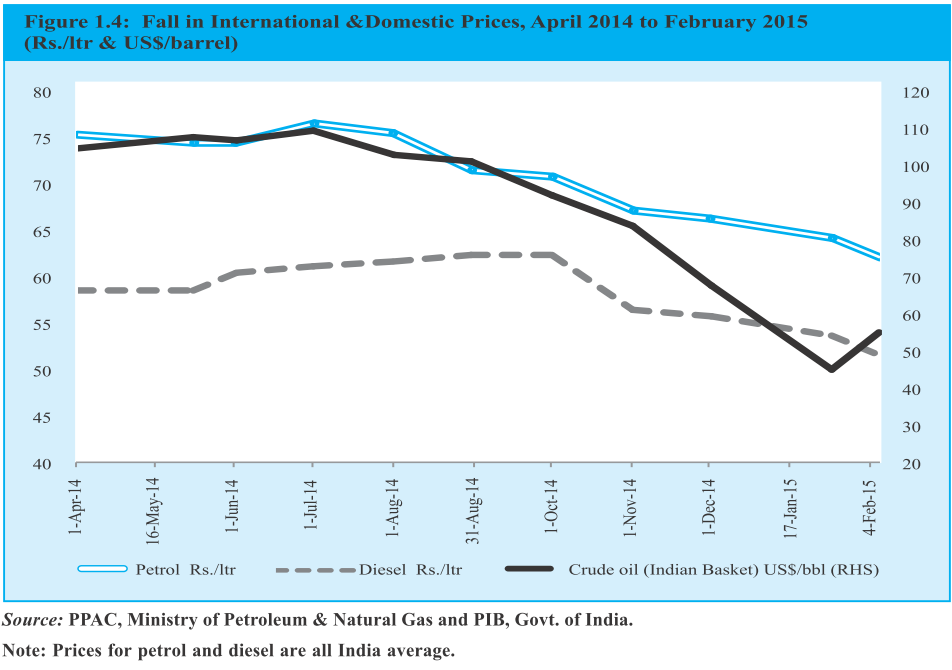 Figure 1.4: Fall in International &Domestic Prices, April 2014 to February 2015
(Rs./ltr & US$/barrel)
80
75
70
65
60
55
50
45
40
120
110
100
90
80
70
60
50
40
30
20
1-Apr-14
16-May-14
1-Jun-14
1-Jul-14
1-Aug-14
31-Aug-14
1-Oct-14
1-Nov-14
1-Dec-14
17-Jan-15
4-Feb-15
Petrol Rs./ltr
Diesel Rs./ltr
Crude oil (Indian Basket) US$/bbl (RHS)
Source: PPAC, Ministry of Petroleum & Natural Gas and PIB, Govt. of India.
Note: Prices for petrol and diesel are all India average.